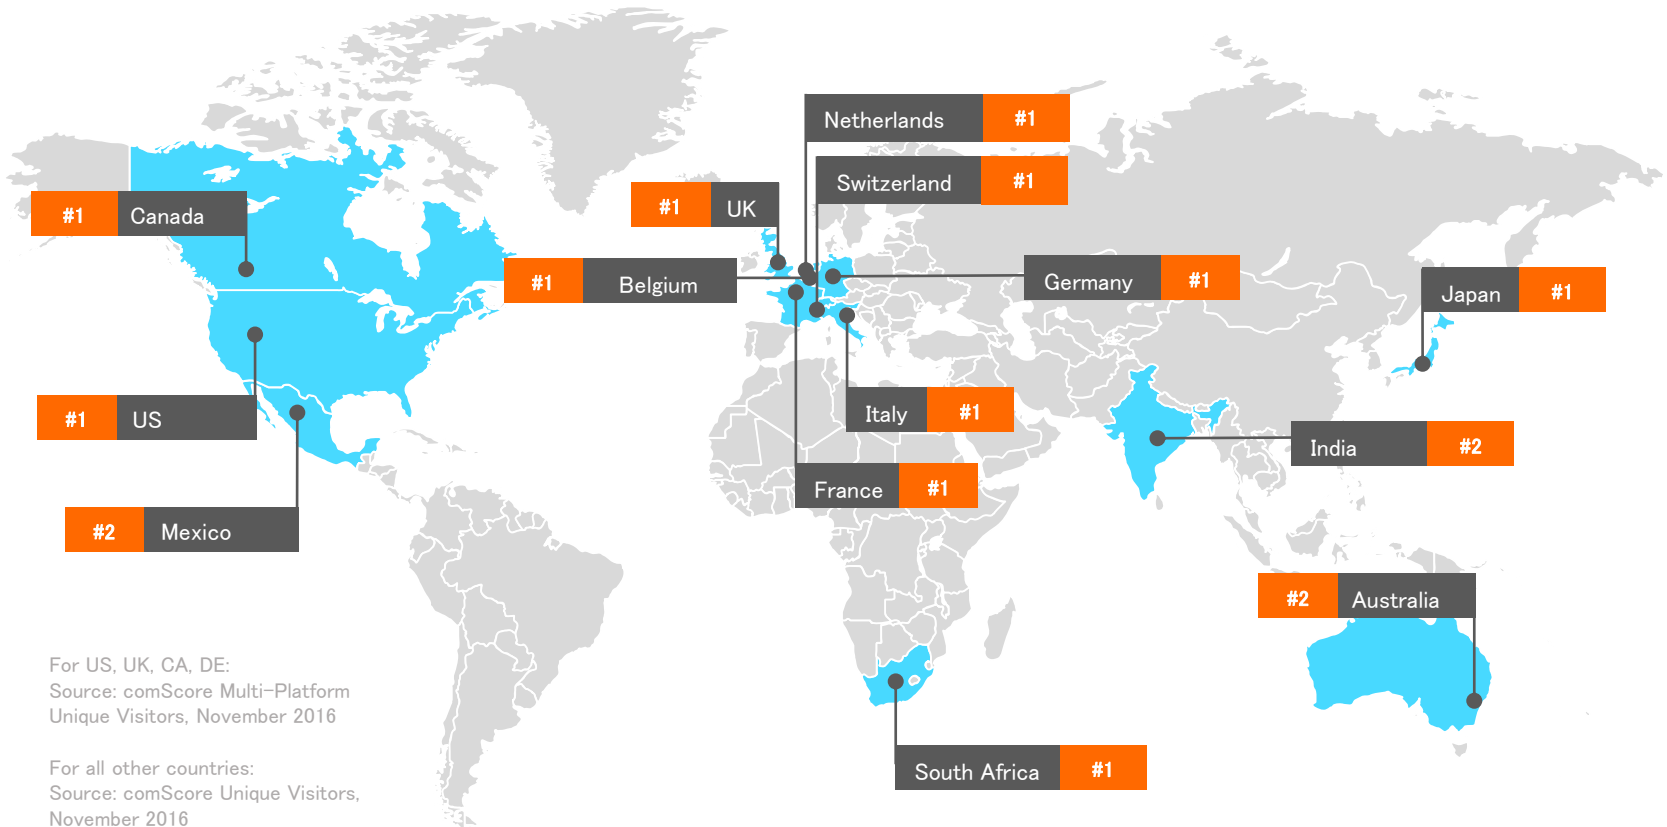 Netherlands #1
Switzerland #1
#1 UK
#1 Canada
#1 Belgium
Germany #1
Japan #1
#1 US
Italy #1
India #2
France #1
#2 Mexico
#2 Australia
South Africa #1
For US, UK, CA, DE:
Source: comScore Multi-Platform
Unique Visitors, November 2016
For all other countries:
Source: comScore Unique Visitors,
November 2016